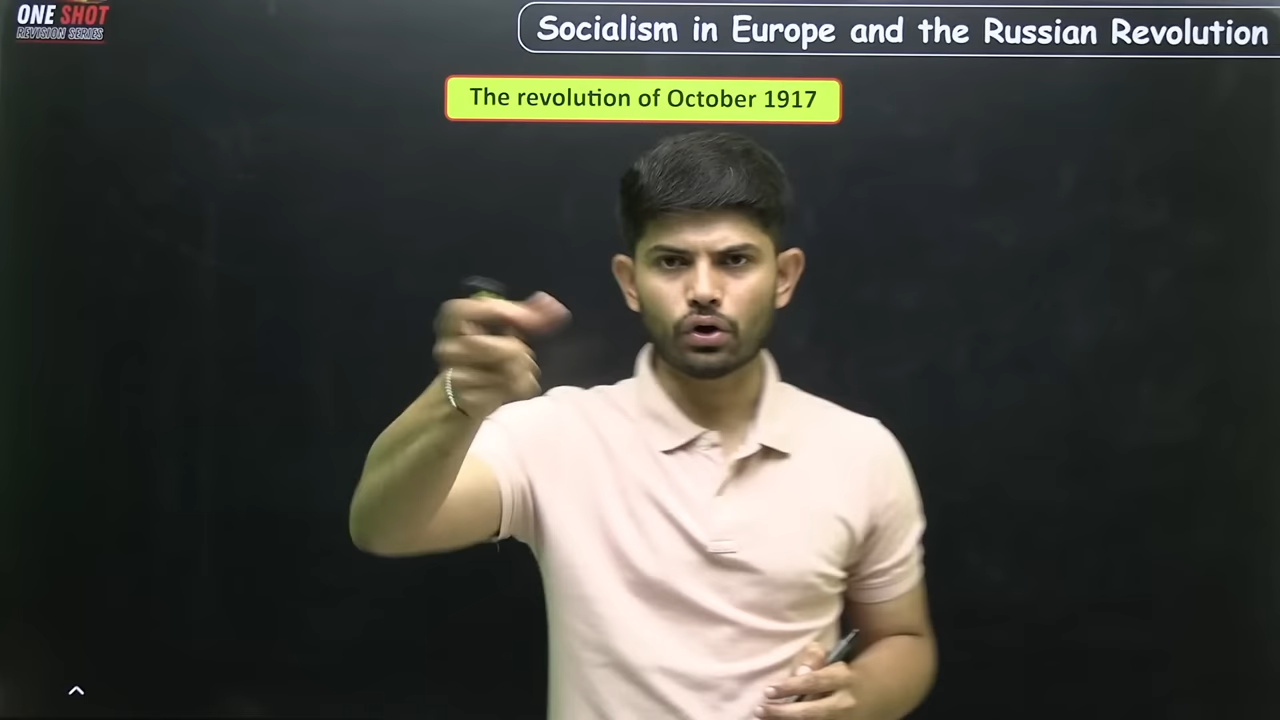 ONE SHOT
REVISION SERIES
Socialism in Europe and the Russian Revolution
The revolution of October 1917